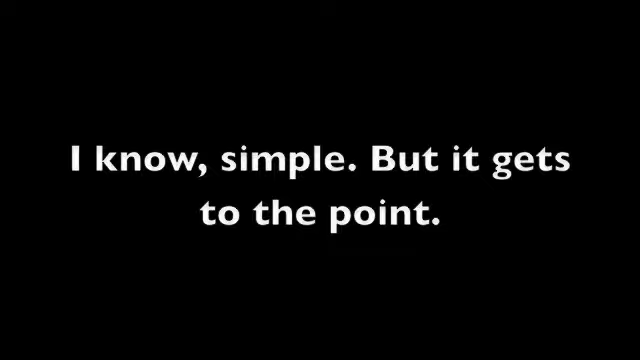 I know, simple. But it gets
to the point.